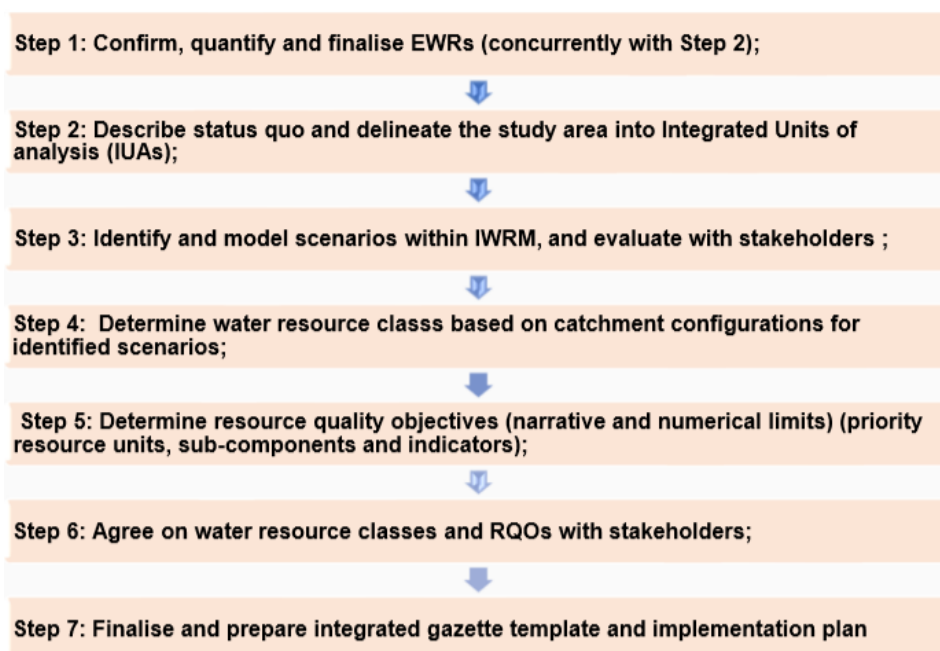 Step 1: Confirm, quantify and finalise EWRs (concurrently with Step 2);
Step 2: Describe status quo and delineate the study area into Integrated Units of
analysis (IUAs);
Step 3: Identify and model scenarios within IWRM, and evaluate with stakeholders ;
Step 4:  Determine water resource classs based on catchment configurations for
identified scenarios;
Step 5: Determine resource quality objectives (narrative and numerical limits) (priority
resource units, sub-components and indicators);
Step 6: Agree on water resource classes and RQOs with stakeholders;
Step 7: Finalise and prepare integrated gazette template and implementation plan